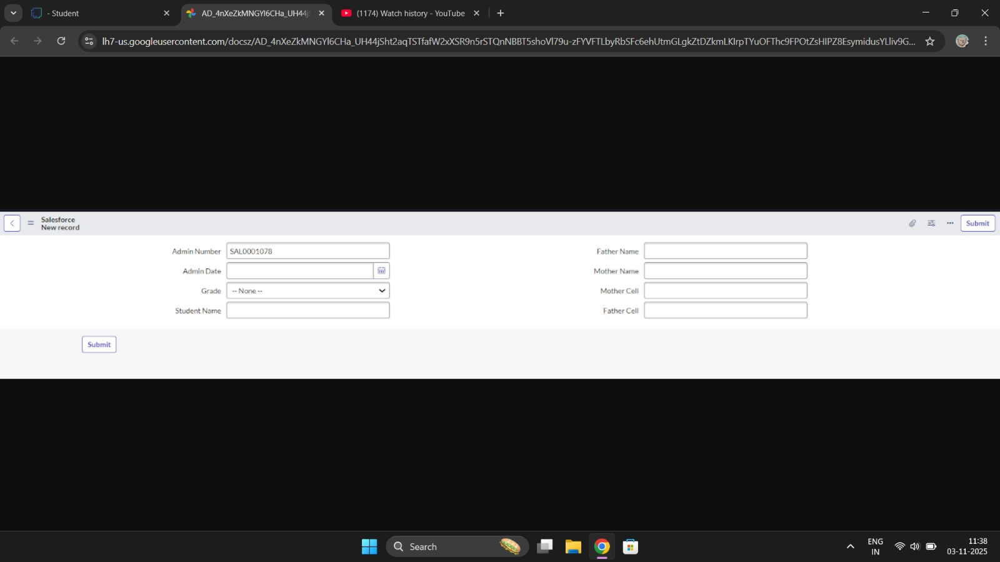 - Student
AD_4nXeZkMNGYl6CHa_UH44j
(1174) Watch history - YouTube
lh7-us.googleusercontent.com/docsz/AD_4nXeZkMNGYl6CHa_UH44jSht2aqTSTfafW2xXSR9n5rSTQnNBBT5shoVl79u-zFYVFTLbyRbSFc6ehUtmGLgkZtDZkmLKlrpTYuOFThc9FPOtZsHIPZ8EsymidusYLliv9G...
Salesforce
New record
Submit
Admin Number SAL0001078
Admin Date
Grade -- None --
Student Name
Father Name
Mother Name
Mother Cell
Father Cell
Submit
Search
ENG
IN
11:38
03-11-2025